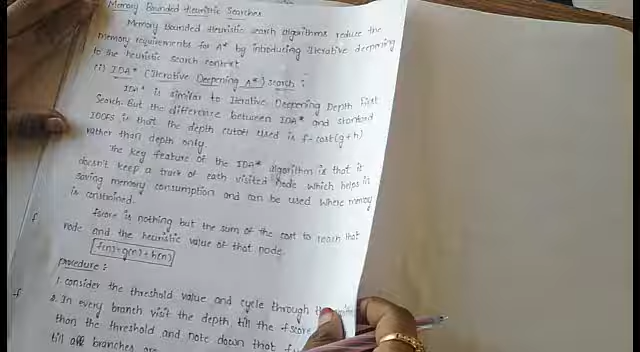 Memory Bounded Heuristic Searches
Memory bounded Heuristic search algorithms reduce the
memory requirements for A* by introducing Iterative deepening
to the heuristic search context
(i) IDA* (Iterative Deepening A*) search :
IDA* is similar to Iterative Deepening Depth First
Search. But the difference between IDA* and standard
IDDFS is that the depth cutoff used is f-cost(g+h)
rather than depth only.
The key feature of the IDA* algorithm is that it
doesn't keep a track of each visited node which helps in
saving memory consumption and can be used where memory
is constrained.
fscore is nothing but the sum of the cost to reach that
node and the heuristic value of that node.
f(n)=g(n)+h(n)
procedure :
1. consider the threshold value and cycle through the
2. In every branch visit the depth till the fscore
than the threshold and note down that
till all branches are